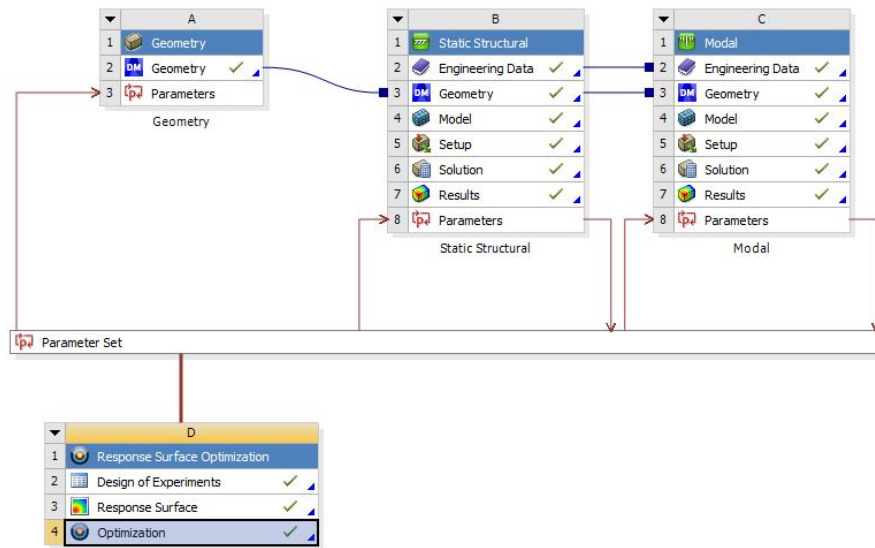 A
1 Geometry
2 DM Geometry
3 Parameters
Geometry
B
1 Static Structural
2 Engineering Data
3 DM Geometry
4 Model
5 Setup
6 Solution
7 Results
8 Parameters
Static Structural
C
1 Modal
2 Engineering Data
3 DM Geometry
4 Model
5 Setup
6 Solution
7 Results
8 Parameters
Modal
Parameter Set
D
1 Response Surface Optimization
2 Design of Experiments
3 Response Surface
4 Optimization